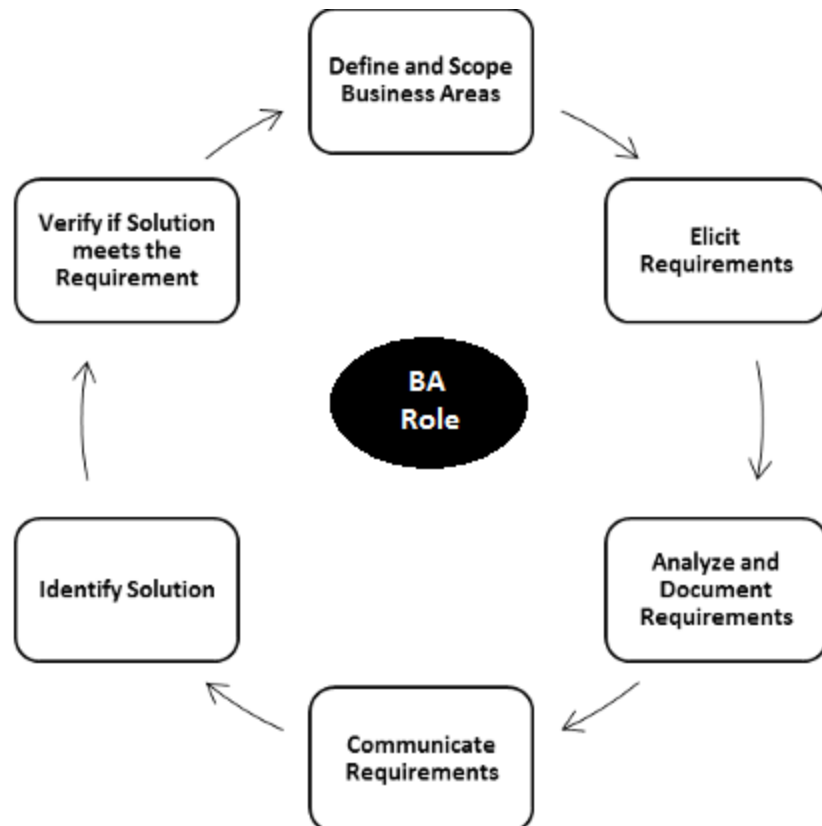 Define and Scope
Business Areas
Elicit
Requirements
Analyze and
Document
Requirements
Communicate
Requirements
Identify Solution
Verify if Solution
meets the
Requirement
BA
Role